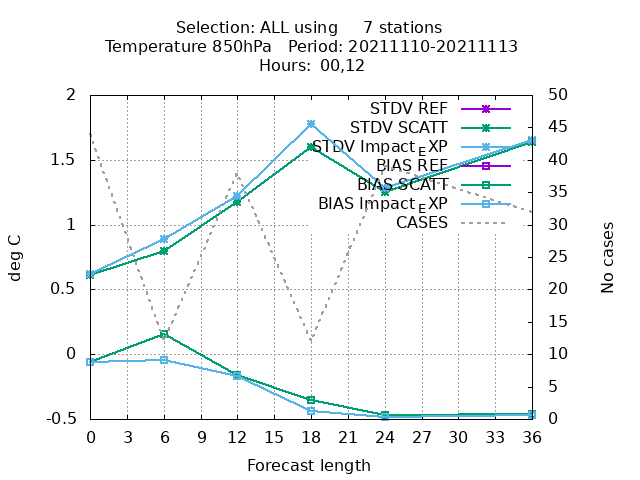 Selection: ALL using 7 stations
Temperature 850hPa Period: 20211110-20211113
Hours: 00,12
2
1.5
1
0.5
0
-0.5
deg C
STDV REF
STDV SCATT
STDV Impact_EXP
BIAS REF
BIAS SCATT
BIAS Impact_EXP
CASES
50
45
40
35
30
25
20
15
10
5
0
No cases
0 3 6 9 12 15 18 21 24 27 30 33 36
Forecast length